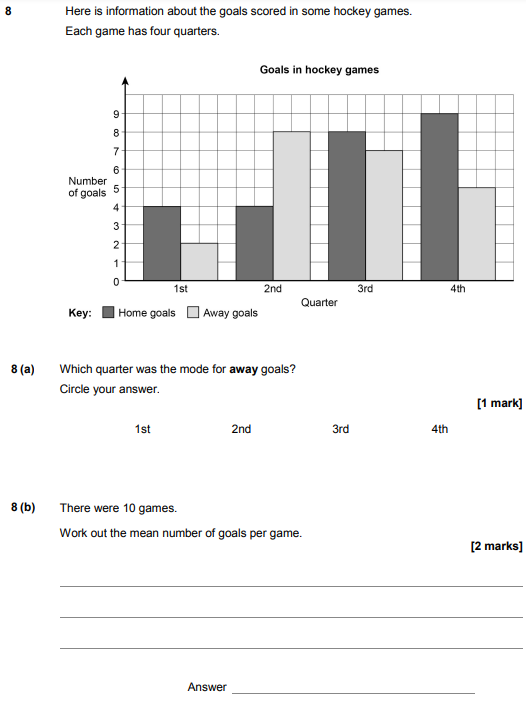 8 Here is information about the goals scored in some hockey games.
Each game has four quarters.
Goals in hockey games
9
8
7
6
5
4
3
2
1
0
Number
of goals
1st 2nd 3rd 4th
Quarter
Key: Home goals Away goals
8 (a) Which quarter was the mode for away goals?
Circle your answer.
[1 mark]
1st 2nd 3rd 4th
8 (b) There were 10 games.
Work out the mean number of goals per game.
[2 marks]
Answer